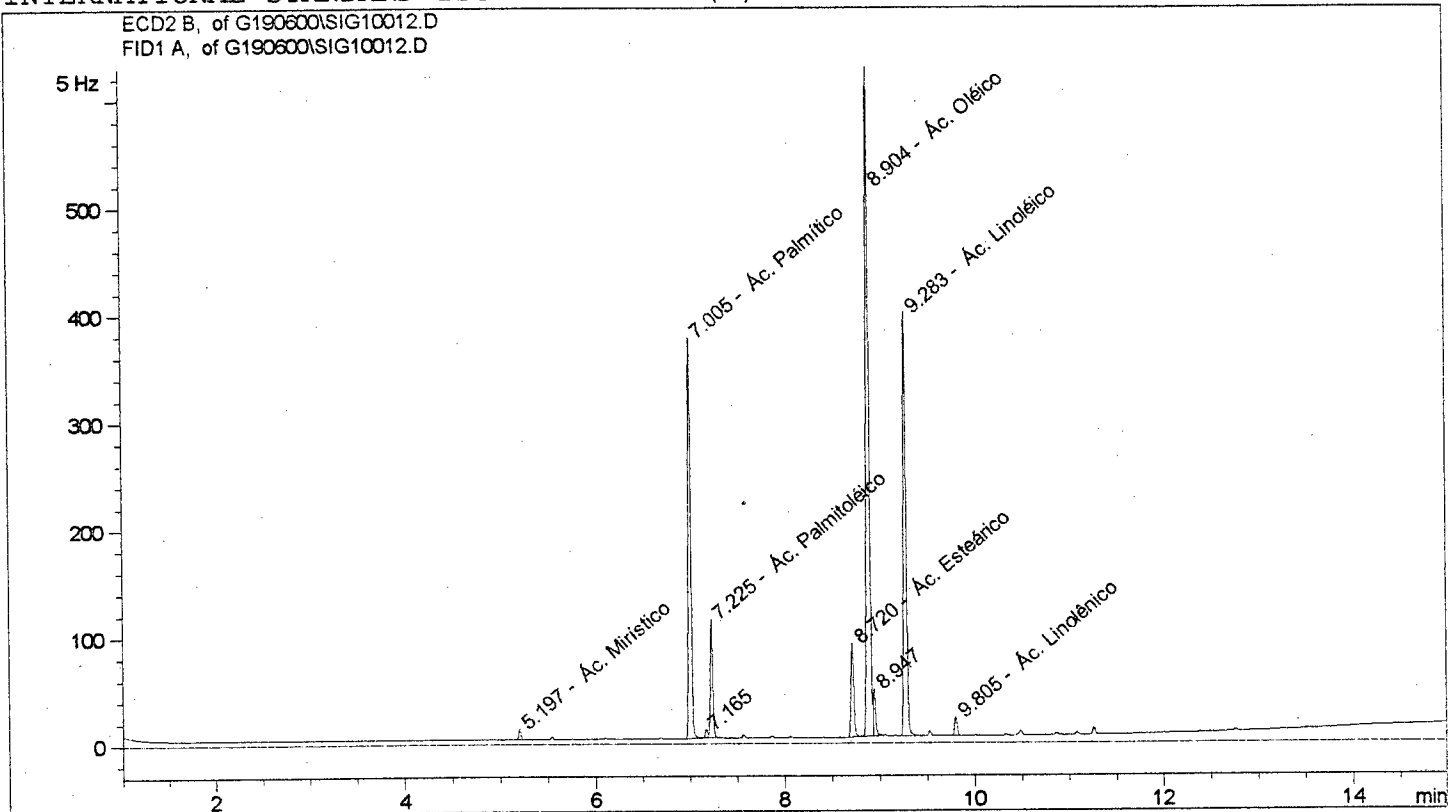 ECD2 B, of G190600\SIG10012.D
FID1 A, of G190600\SIG10012.D
5 Hz
500
400
300
200
100
0
5.197 - Ác. Mirístico
7.005 - Ác. Palmítico
7.165
7.225 - Ác. Palmitoléico
8.720 - Ác. Esteárico
8.904 - Ác. Oléico
8.947
9.283 - Ác. Linoléico
9.805 - Ác. Linolênico
2
4
6
8
10
12
14
min